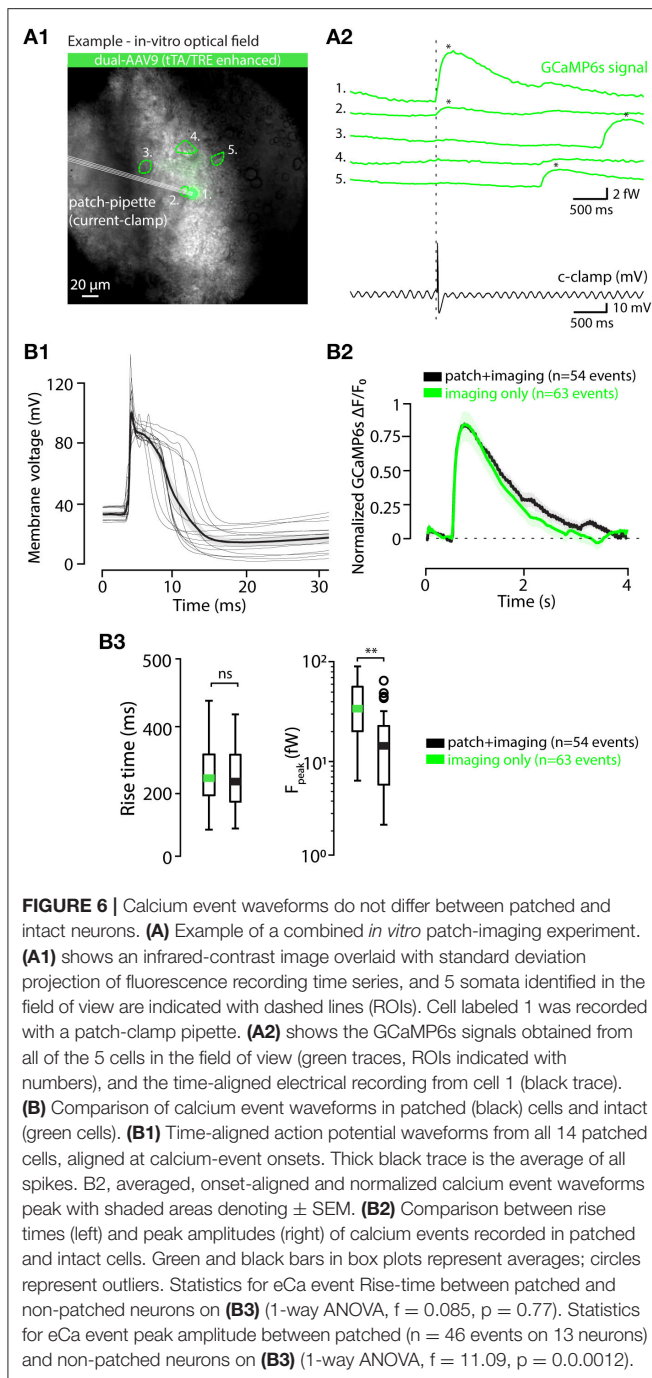 A1
Example - in-vitro optical field
dual-AAV9 (tTA/TRE enhanced)
3.
4.
5.
2.
1.
patch-pipette
(current-clamp)
20 µm
A2
*
GCaMP6s signal
1.
*
2.
*
3.
4.
*
5.
2 fW
500 ms
c-clamp (mV)
10 mV
500 ms
B1
Membrane voltage (mV)
120
80
40
0
0
10
20
30
Time (ms)
B2
patch+imaging (n=54 events)
imaging only (n=63 events)
Normalized GCaMP6s ΔF/F₀
1
0.75
0.50
0.25
0
0
2
4
Time (s)
B3
Rise time (ms)
500
400
200
0
ns
F peak (fW)
10²
10¹
10⁰
**
patch+imaging (n=54 events)
imaging only (n=63 events)
FIGURE 6 | Calcium event waveforms do not differ between patched and
intact neurons. (A) Example of a combined in vitro patch-imaging experiment.
(A1) shows an infrared-contrast image overlaid with standard deviation
projection of fluorescence recording time series, and 5 somata identified in the
field of view are indicated with dashed lines (ROIs). Cell labeled 1 was recorded
with a patch-clamp pipette. (A2) shows the GCaMP6s signals obtained from
all of the 5 cells in the field of view (green traces, ROIs indicated with
numbers), and the time-aligned electrical recording from cell 1 (black trace).
(B) Comparison of calcium event waveforms in patched (black) cells and intact
(green cells). (B1) Time-aligned action potential waveforms from all 14 patched
cells, aligned at calcium-event onsets. Thick black trace is the average of all
spikes. B2, averaged, onset-aligned and normalized calcium event waveforms
peak with shaded areas denoting ± SEM. (B2) Comparison between rise
times (left) and peak amplitudes (right) of calcium events recorded in patched
and intact cells. Green and black bars in box plots represent averages; circles
represent outliers. Statistics for eCa event Rise-time between patched and
non-patched neurons on (B3) (1-way ANOVA, f = 0.085, p = 0.77). Statistics
for eCa event peak amplitude between patched (n = 46 events on 13 neurons)
and non-patched neurons on (B3) (1-way ANOVA, f = 11.09, p = 0.0.0012).